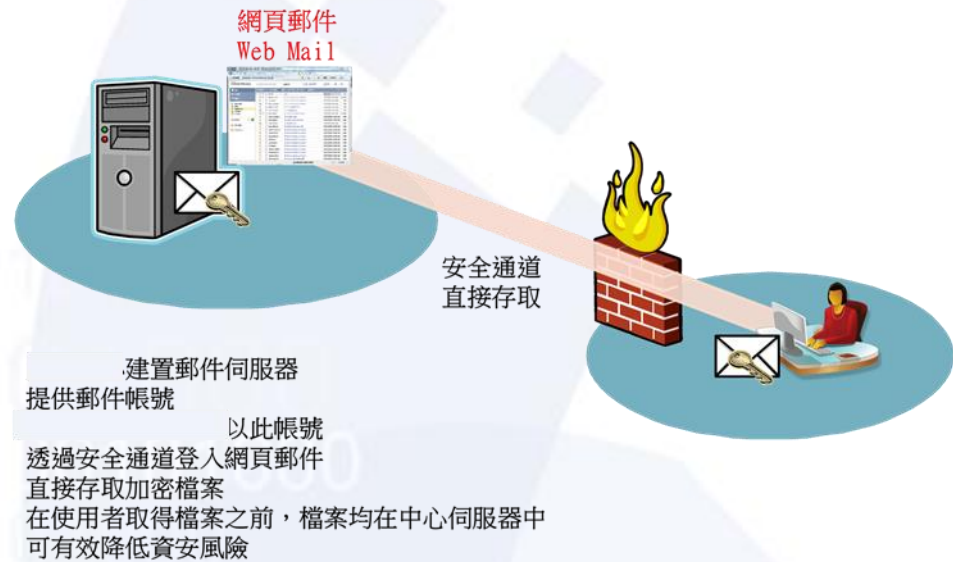 網頁郵件
Web Mail
安全通道
直接存取
建置郵件伺服器
提供郵件帳號
以此帳號
透過安全通道登入網頁郵件
直接存取加密檔案
在使用者取得檔案之前，檔案均在中心伺服器中
可有效降低資安風險